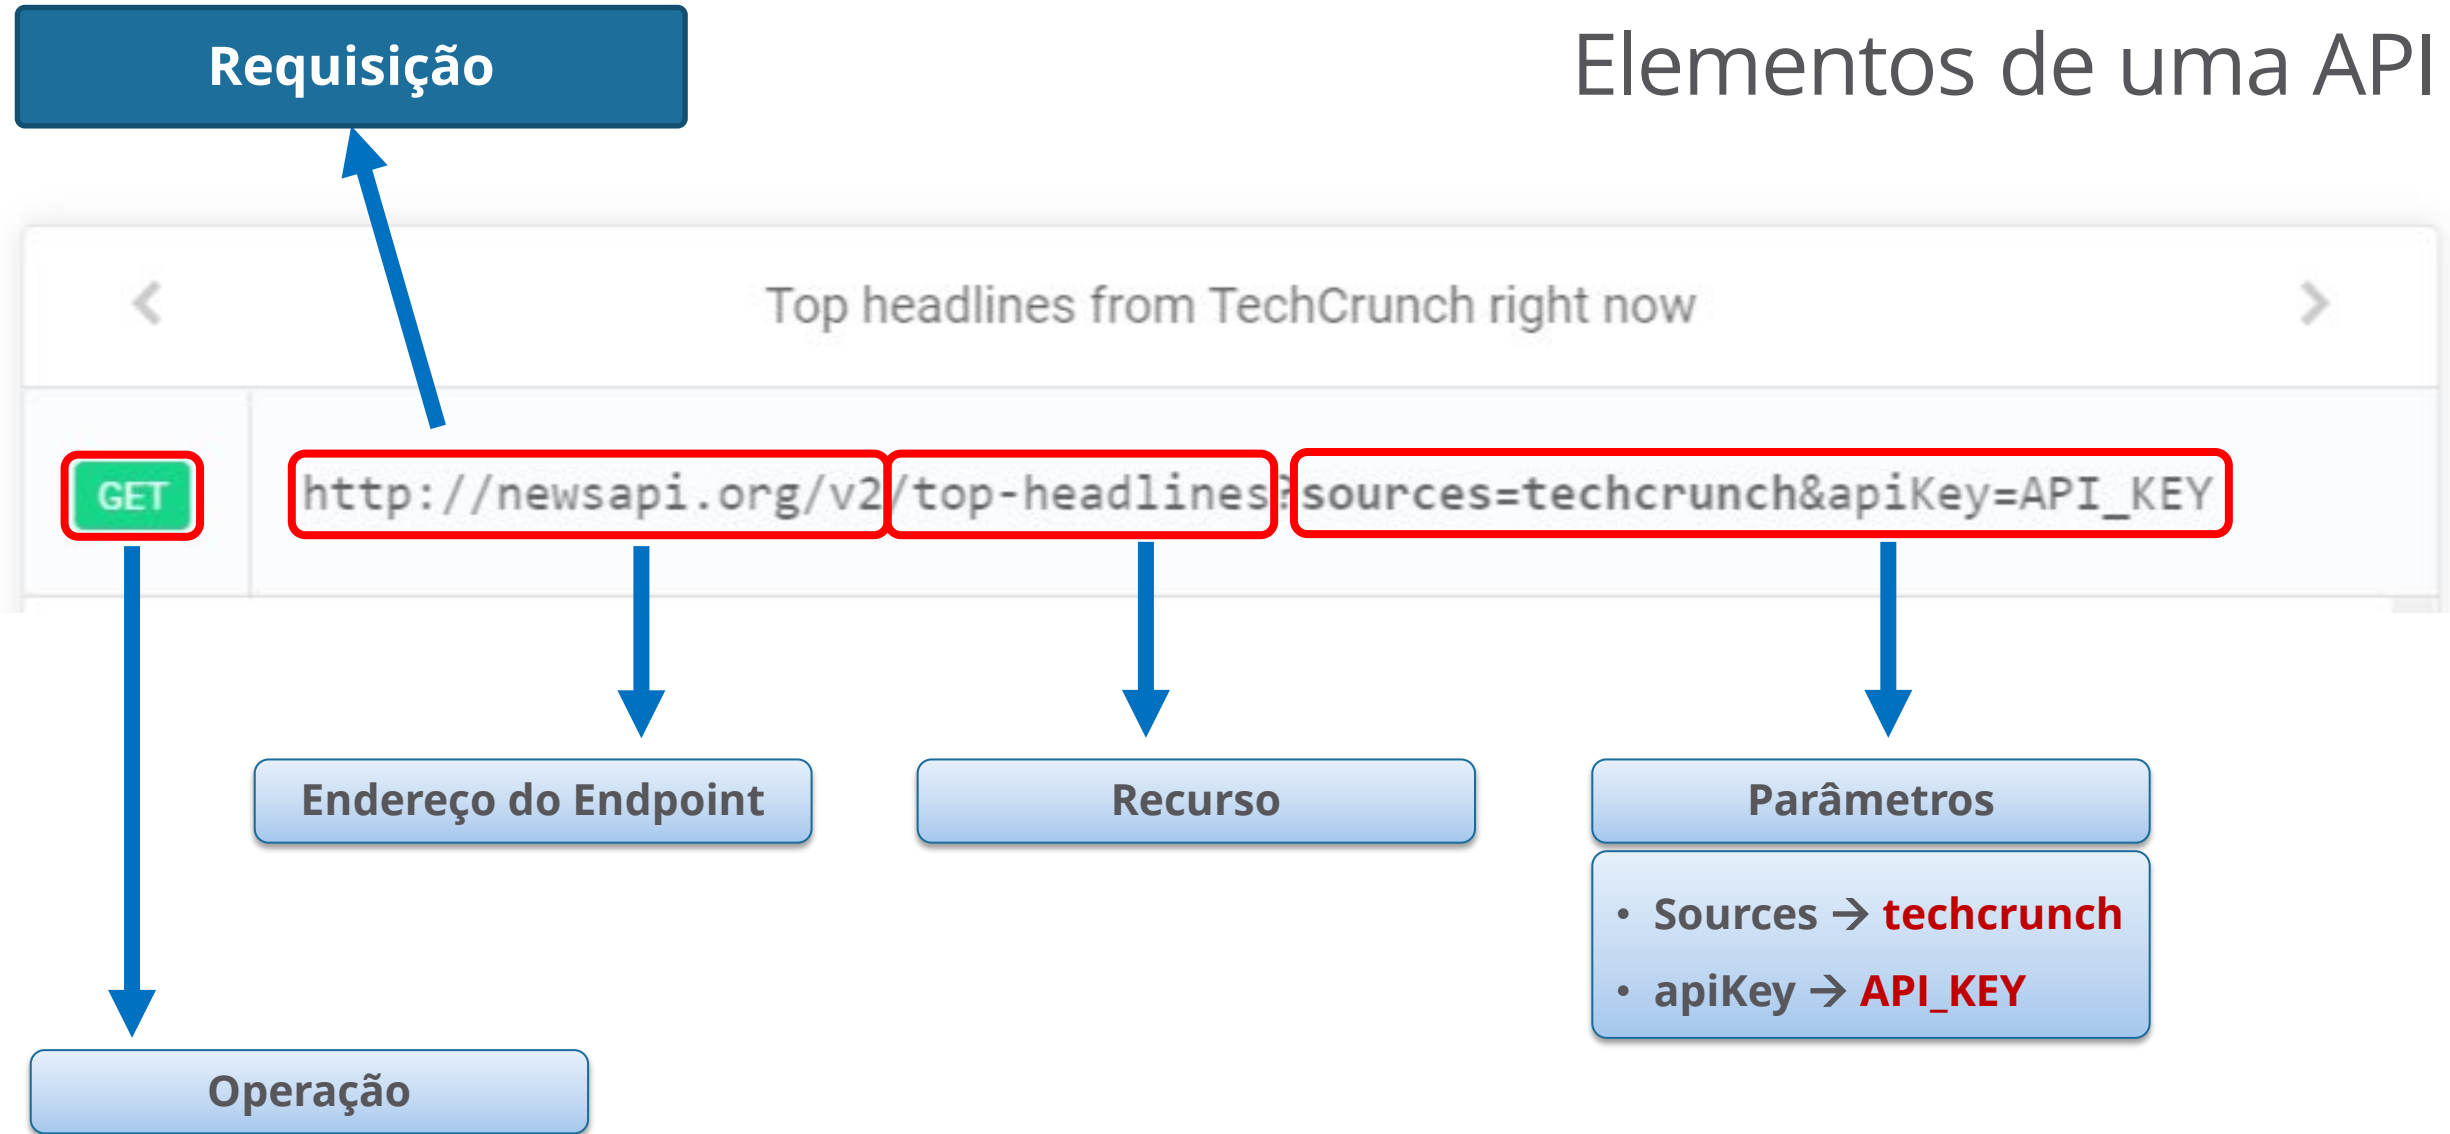 Requisição
Elementos de uma API
Top headlines from TechCrunch right now
GET
http://newsapi.org/v2/top-headlines?sources=techcrunch&apiKey=API_KEY
Endereço do Endpoint
Recurso
Parâmetros
• Sources → techcrunch
• apiKey → API_KEY
Operação